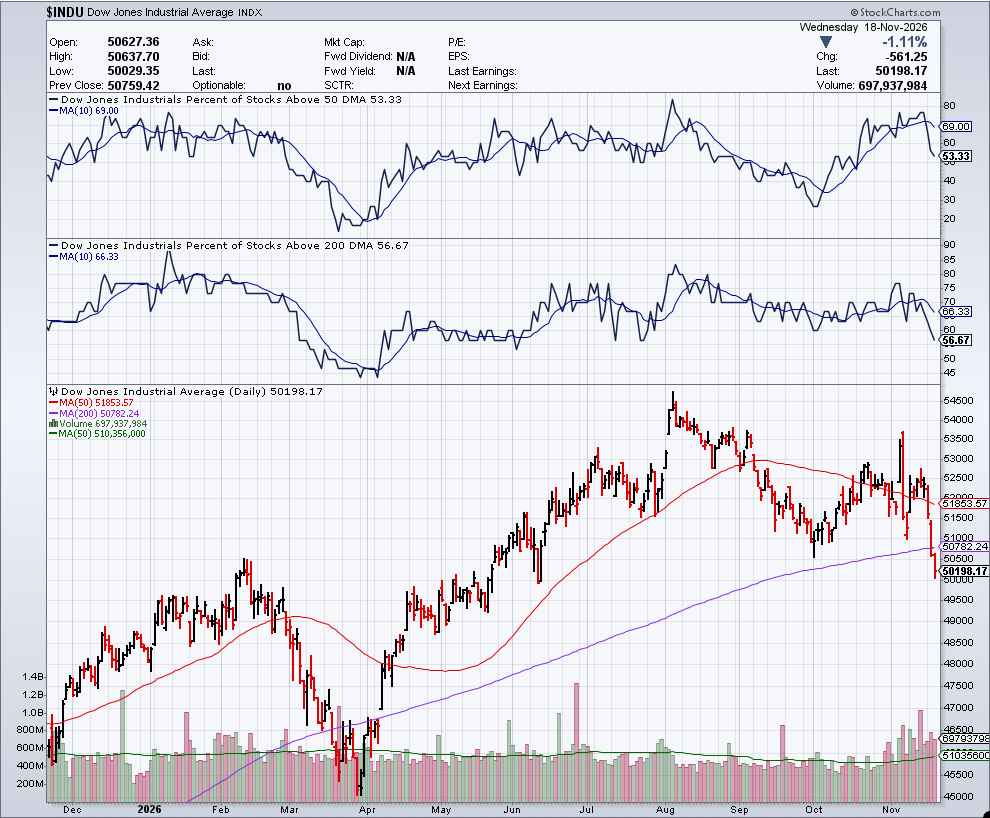 $INDU Dow Jones Industrial Average INDX
© StockCharts.com
Wednesday 18-Nov-2026
Open: 50627.36 Ask: Mkt Cap: P/E: ▼ -1.11%
High: 50637.70 Bid: Fwd Dividend: N/A EPS: Chg: -561.25
Low: 50029.35 Last: Fwd Yield: N/A Last Earnings: Last: 50198.17
Prev Close: 50759.42 Optionable: no SCTR: Next Earnings: Volume: 697,937,984
Dow Jones Industrials Percent of Stocks Above 50 DMA 53.33
MA(10) 69.00
80
69.00
60
53.33
40
30
20
Dow Jones Industrials Percent of Stocks Above 200 DMA 56.67
MA(10) 66.33
90
85
80
75
70
66.33
60
56.67
50
45
Dow Jones Industrial Average (Daily) 50198.17
MA(50) 51853.57
MA(200) 50782.24
Volume 697,937,984
MA(50) 510,356,000
54500
54000
53500
53000
52500
52000
51853.57
51500
51000
50782.24
50500
50198.17
50000
49500
49000
48500
48000
47500
47000
46500
69793798
51035600
45500
45000
1.4B
1.2B
1.0B
800M
600M
400M
200M
Dec 2026 Feb Mar Apr May Jun Jul Aug Sep Oct Nov